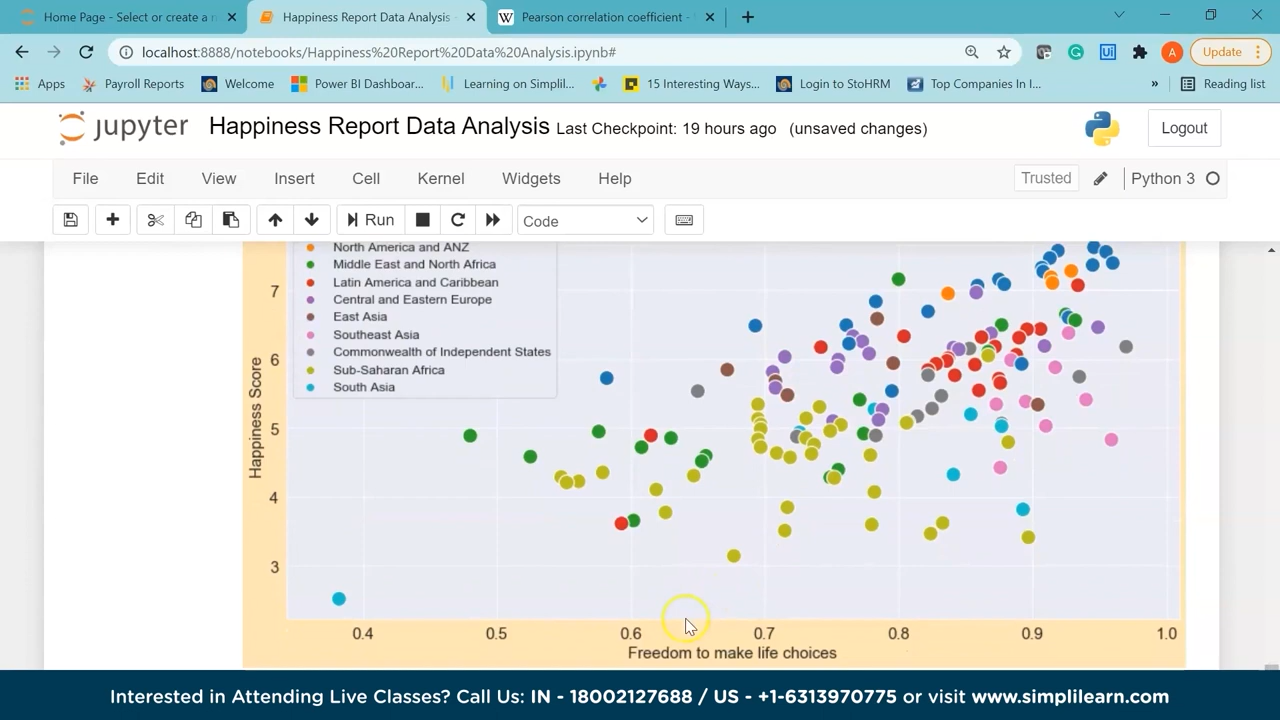 Home Page - Select or create a n
Happiness Report Data Analysis -
Pearson correlation coefficient -
localhost:8888/notebooks/Happiness%20Report%20Data%20Analysis.ipynb#
Update
Apps
Payroll Reports
Welcome
Power BI Dashboar...
Learning on Simplil...
15 Interesting Ways...
Login to StoHRM
Top Companies In I...
»
Reading list
jupyter
Happiness Report Data Analysis Last Checkpoint: 19 hours ago (unsaved changes)
Logout
File Edit View Insert Cell Kernel Widgets Help
Trusted
Python 3
Run
Code
North America and ANZ
Middle East and North Africa
Latin America and Caribbean
Central and Eastern Europe
East Asia
Southeast Asia
Commonwealth of Independent States
Sub-Saharan Africa
South Asia
Happiness Score
7
6
5
4
3
0.4 0.5 0.6 0.7 0.8 0.9 1.0
Freedom to make life choices
Interested in Attending Live Classes? Call Us: IN - 18002127688 / US - +1-6313970775 or visit www.simplilearn.com